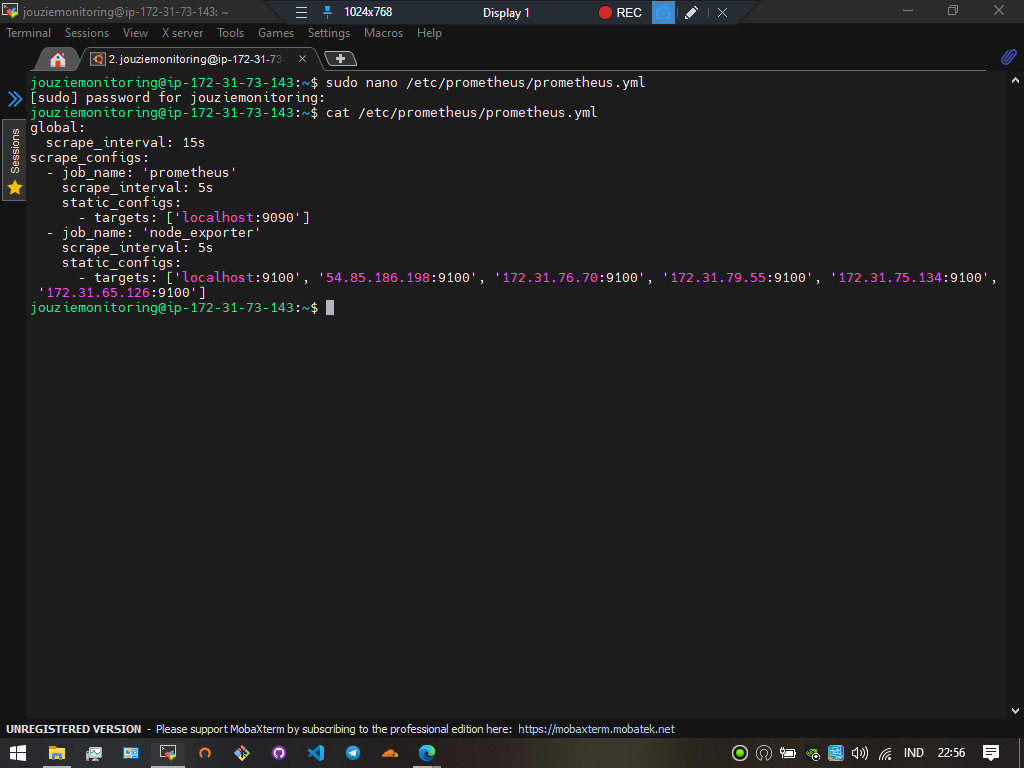 jouziemonitoring@ip-172-31-73-143: ~
1024x768
Display 1
REC
Terminal Sessions View X server Tools Games Settings Macros Help
2. jouziemonitoring@ip-172-31-73-
jouziemonitoring@ip-172-31-73-143:~$ sudo nano /etc/prometheus/prometheus.yml
[sudo] password for jouziemonitoring:
jouziemonitoring@ip-172-31-73-143:~$ cat /etc/prometheus/prometheus.yml
global:
  scrape_interval: 15s
scrape_configs:
  - job_name: 'prometheus'
    scrape_interval: 5s
    static_configs:
      - targets: ['localhost:9090']
  - job_name: 'node_exporter'
    scrape_interval: 5s
    static_configs:
      - targets: ['localhost:9100', '54.85.186.198:9100', '172.31.76.70:9100', '172.31.79.55:9100', '172.31.75.134:9100',
 '172.31.65.126:9100']
jouziemonitoring@ip-172-31-73-143:~$
Sessions
UNREGISTERED VERSION - Please support MobaXterm by subscribing to the professional edition here: https://mobaxterm.mobatek.net
IND
22:56